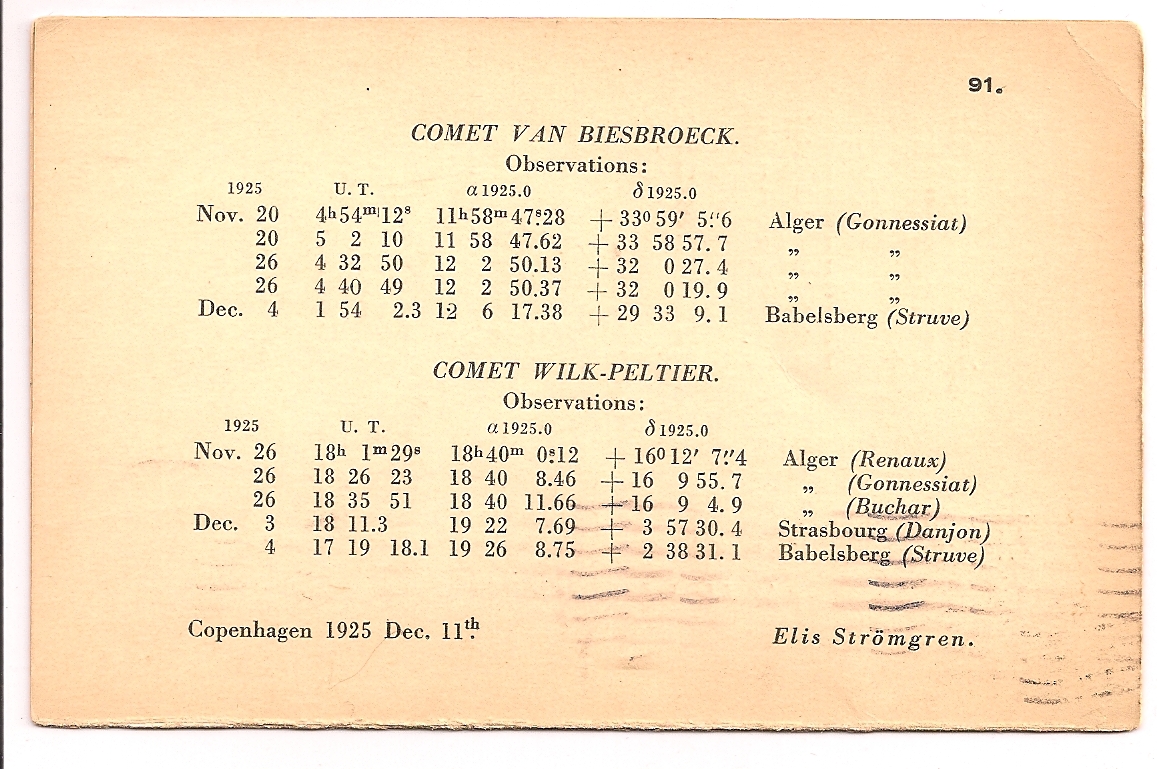 91.
COMET VAN BIESBROECK.
Observations:
1925 U. T. α 1925.0 δ 1925.0
Nov. 20 4ʰ54ᵐ12ˢ 11ʰ58ᵐ47ˢ.28 +33°59′ 5″.6 Alger (Gonnessiat)
20 5 2 10 11 58 47.62 +33 58 57.7 „ „
26 4 32 50 12 2 50.13 +32 0 27.4 „ „
26 4 40 49 12 2 50.37 +32 0 19.9 „ „
Dec. 4 1 54 2.3 12 6 17.38 +29 33 9.1 Babelsberg (Struve)
COMET WILK-PELTIER.
Observations:
1925 U. T. α 1925.0 δ 1925.0
Nov. 26 18ʰ 1ᵐ29ˢ 18ʰ40ᵐ 0ˢ.12 +16°12′ 7″.4 Alger (Renaux)
26 18 26 23 18 40 8.46 +16 9 55.7 „ (Gonnessiat)
26 18 35 51 18 40 11.66 +16 9 4.9 „ (Buchar)
Dec. 3 18 11.3 19 22 7.69 + 3 57 30.4 Strasbourg (Danjon)
4 17 19 18.1 19 26 8.75 + 2 38 31.1 Babelsberg (Struve)
Copenhagen 1925 Dec. 11th.
Elis Strömgren.